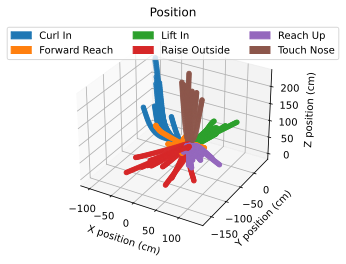 Position
Curl In
Forward Reach
Lift In
Raise Outside
Reach Up
Touch Nose
200
150
100
50
0
Z position (cm)
−100
−50
0
50
100
X position (cm)
0
−50
−100
−150
Y position (cm)